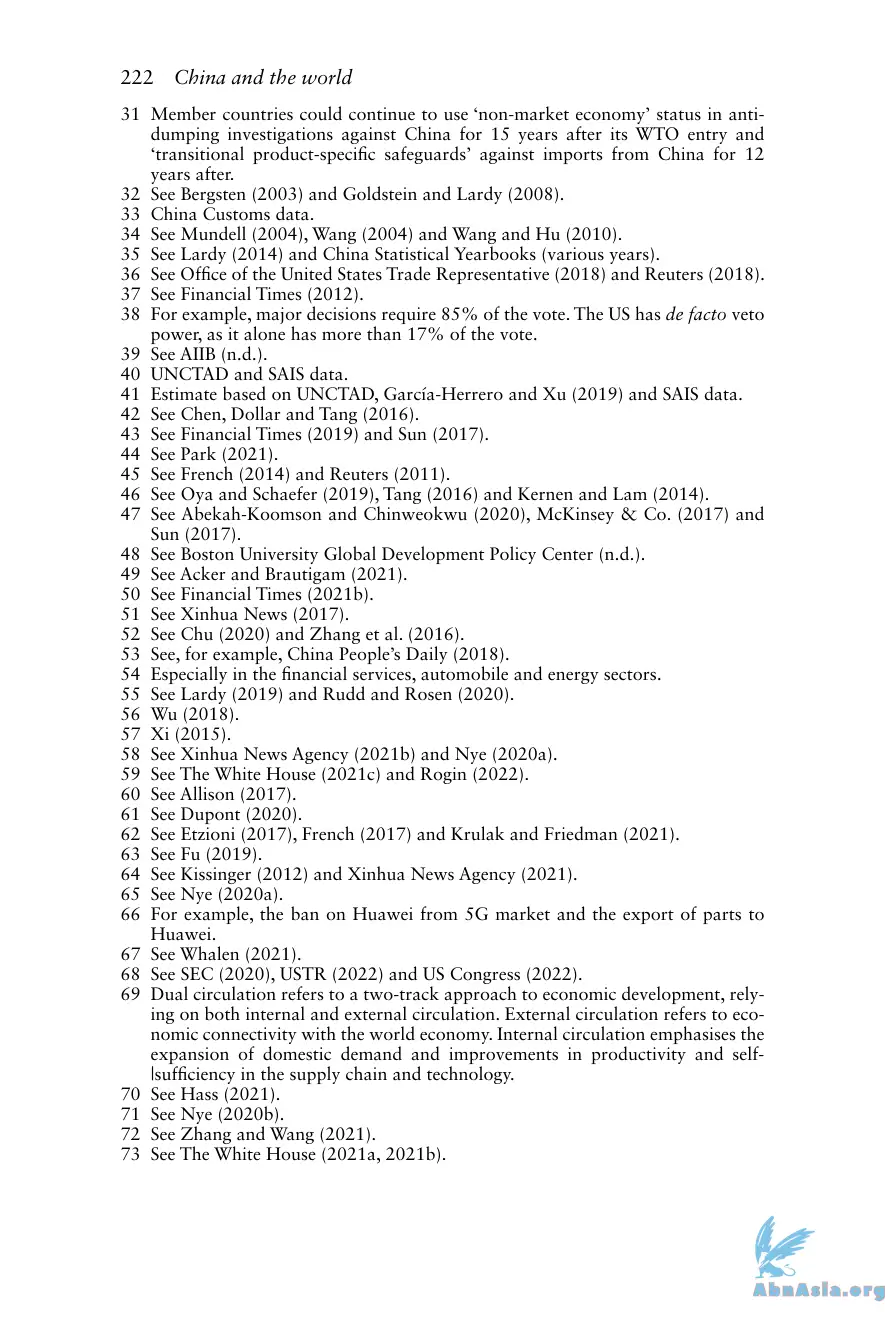 222 China and the world
31 Member countries could continue to use ‘non-market economy’ status in anti-
dumping investigations against China for 15 years after its WTO entry and
‘transitional product-specific safeguards’ against imports from China for 12
years after.
32 See Bergsten (2003) and Goldstein and Lardy (2008).
33 China Customs data.
34 See Mundell (2004), Wang (2004) and Wang and Hu (2010).
35 See Lardy (2014) and China Statistical Yearbooks (various years).
36 See Office of the United States Trade Representative (2018) and Reuters (2018).
37 See Financial Times (2012).
38 For example, major decisions require 85% of the vote. The US has de facto veto
power, as it alone has more than 17% of the vote.
39 See AIIB (n.d.).
40 UNCTAD and SAIS data.
41 Estimate based on UNCTAD, García-Herrero and Xu (2019) and SAIS data.
42 See Chen, Dollar and Tang (2016).
43 See Financial Times (2019) and Sun (2017).
44 See Park (2021).
45 See French (2014) and Reuters (2011).
46 See Oya and Schaefer (2019), Tang (2016) and Kernen and Lam (2014).
47 See Abekah-Koomson and Chinweokwu (2020), McKinsey & Co. (2017) and
Sun (2017).
48 See Boston University Global Development Policy Center (n.d.).
49 See Acker and Brautigam (2021).
50 See Financial Times (2021b).
51 See Xinhua News (2017).
52 See Chu (2020) and Zhang et al. (2016).
53 See, for example, China People’s Daily (2018).
54 Especially in the financial services, automobile and energy sectors.
55 See Lardy (2019) and Rudd and Rosen (2020).
56 Wu (2018).
57 Xi (2015).
58 See Xinhua News Agency (2021b) and Nye (2020a).
59 See The White House (2021c) and Rogin (2022).
60 See Allison (2017).
61 See Dupont (2020).
62 See Etzioni (2017), French (2017) and Krulak and Friedman (2021).
63 See Fu (2019).
64 See Kissinger (2012) and Xinhua News Agency (2021).
65 See Nye (2020a).
66 For example, the ban on Huawei from 5G market and the export of parts to
Huawei.
67 See Whalen (2021).
68 See SEC (2020), USTR (2022) and US Congress (2022).
69 Dual circulation refers to a two-track approach to economic development, rely-
ing on both internal and external circulation. External circulation refers to eco-
nomic connectivity with the world economy. Internal circulation emphasises the
expansion of domestic demand and improvements in productivity and self-
|sufficiency in the supply chain and technology.
70 See Hass (2021).
71 See Nye (2020b).
72 See Zhang and Wang (2021).
73 See The White House (2021a, 2021b).
AbnAsia.org